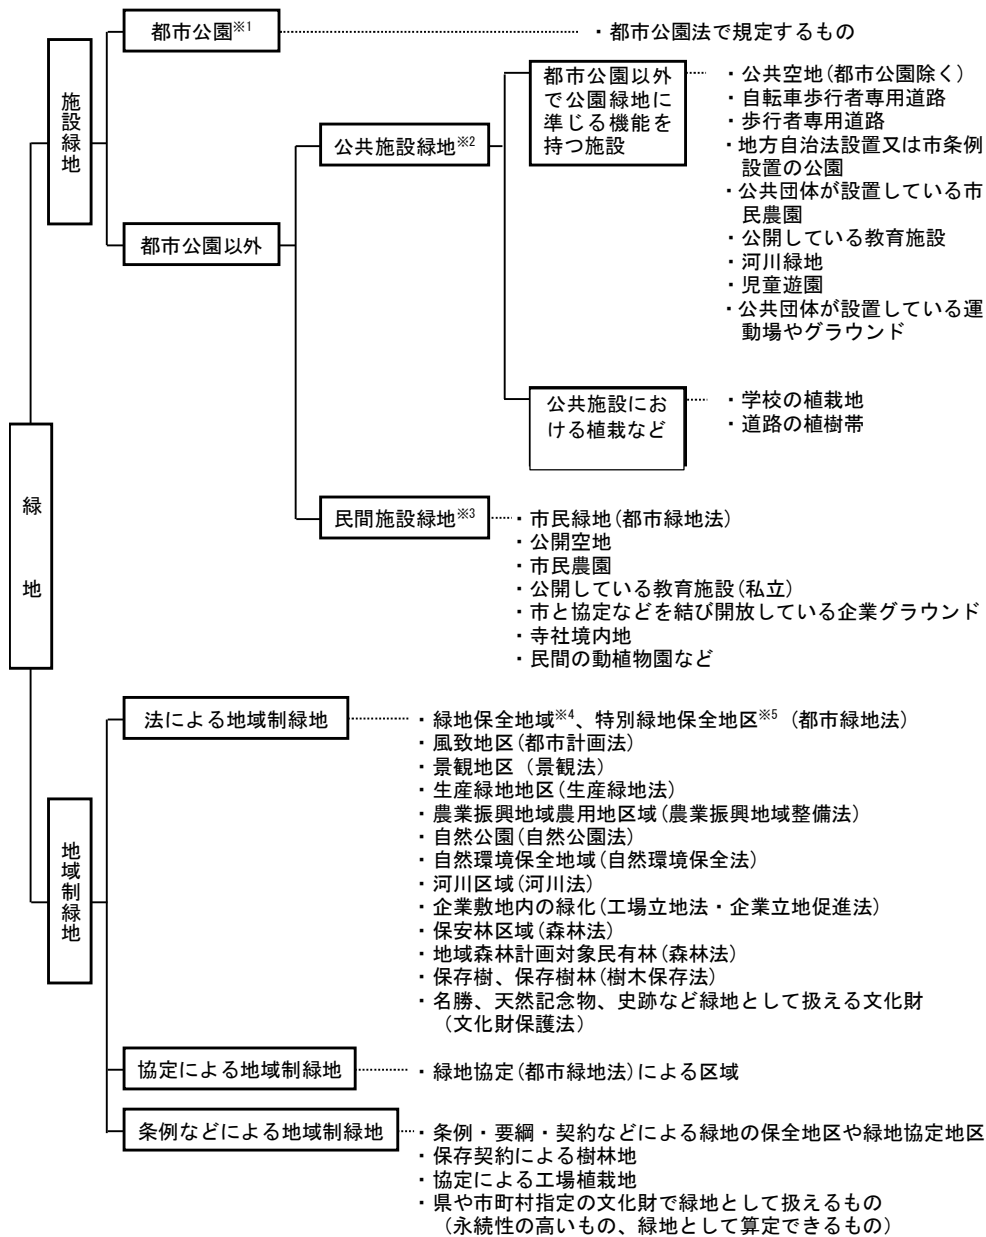 緑地
施設緑地
都市公園※1
・都市公園法で規定するもの
都市公園以外
公共施設緑地※2
都市公園以外
で公園緑地に
準じる機能を
持つ施設
・公共空地(都市公園除く)
・自転車歩行者専用道路
・歩行者専用道路
・地方自治法設置又は市条例
設置の公園
・公共団体が設置している市
民農園
・公開している教育施設
・河川緑地
・児童遊園
・公共団体が設置している運
動場やグラウンド
公共施設にお
ける植栽など
・学校の植栽地
・道路の植樹帯
民間施設緑地※3
・市民緑地(都市緑地法)
・公開空地
・市民農園
・公開している教育施設(私立)
・市と協定などを結び開放している企業グラウンド
・寺社境内地
・民間の動植物園など
地域制緑地
法による地域制緑地
・緑地保全地域※4、特別緑地保全地区※5（都市緑地法)
・風致地区(都市計画法)
・景観地区（景観法)
・生産緑地地区(生産緑地法)
・農業振興地域農用地区域(農業振興地域整備法)
・自然公園(自然公園法)
・自然環境保全地域(自然環境保全法)
・河川区域(河川法)
・企業敷地内の緑化(工場立地法・企業立地促進法)
・保安林区域(森林法)
・地域森林計画対象民有林(森林法)
・保存樹、保存樹林(樹木保存法)
・名勝、天然記念物、史跡など緑地として扱える文化財
（文化財保護法)
協定による地域制緑地
・緑地協定(都市緑地法)による区域
条例などによる地域制緑地
・条例・要綱・契約などによる緑地の保全地区や緑地協定地区
・保存契約による樹林地
・協定による工場植栽地
・県や市町村指定の文化財で緑地として扱えるもの
（永続性の高いもの、緑地として算定できるもの)